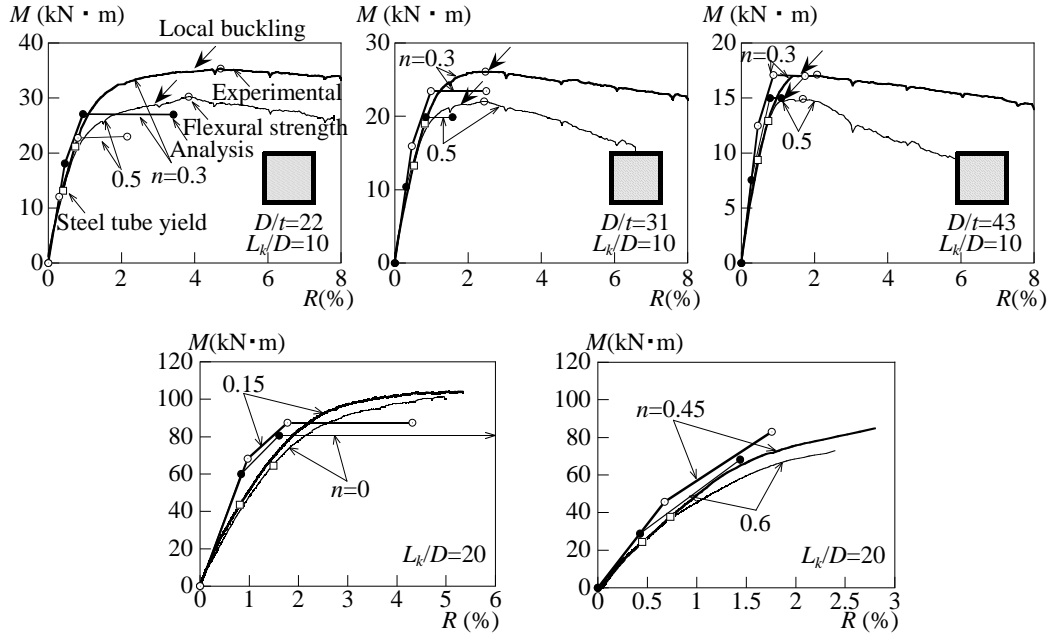 M (kN・m)
40
30
20
10
0
0 2 4 6 8
R(%)
Local buckling
Experimental
Flexural strength
Analysis
0.5
n=0.3
Steel tube yield
D/t=22
Lk/D=10
M (kN・m)
30
20
10
0
0 2 4 6 8
R(%)
n=0.3
0.5
D/t=31
Lk/D=10
M (kN・m)
20
15
10
5
0
0 2 4 6 8
R(%)
n=0.3
0.5
D/t=43
Lk/D=10
M(kN・m)
120
100
80
60
40
20
0
0 1 2 3 4 5 6
R (%)
0.15
n=0
Lk/D=20
M(kN・m)
120
100
80
60
40
20
0
0 0.5 1 1.5 2 2.5 3
R (%)
n=0.45
0.6
Lk/D=20